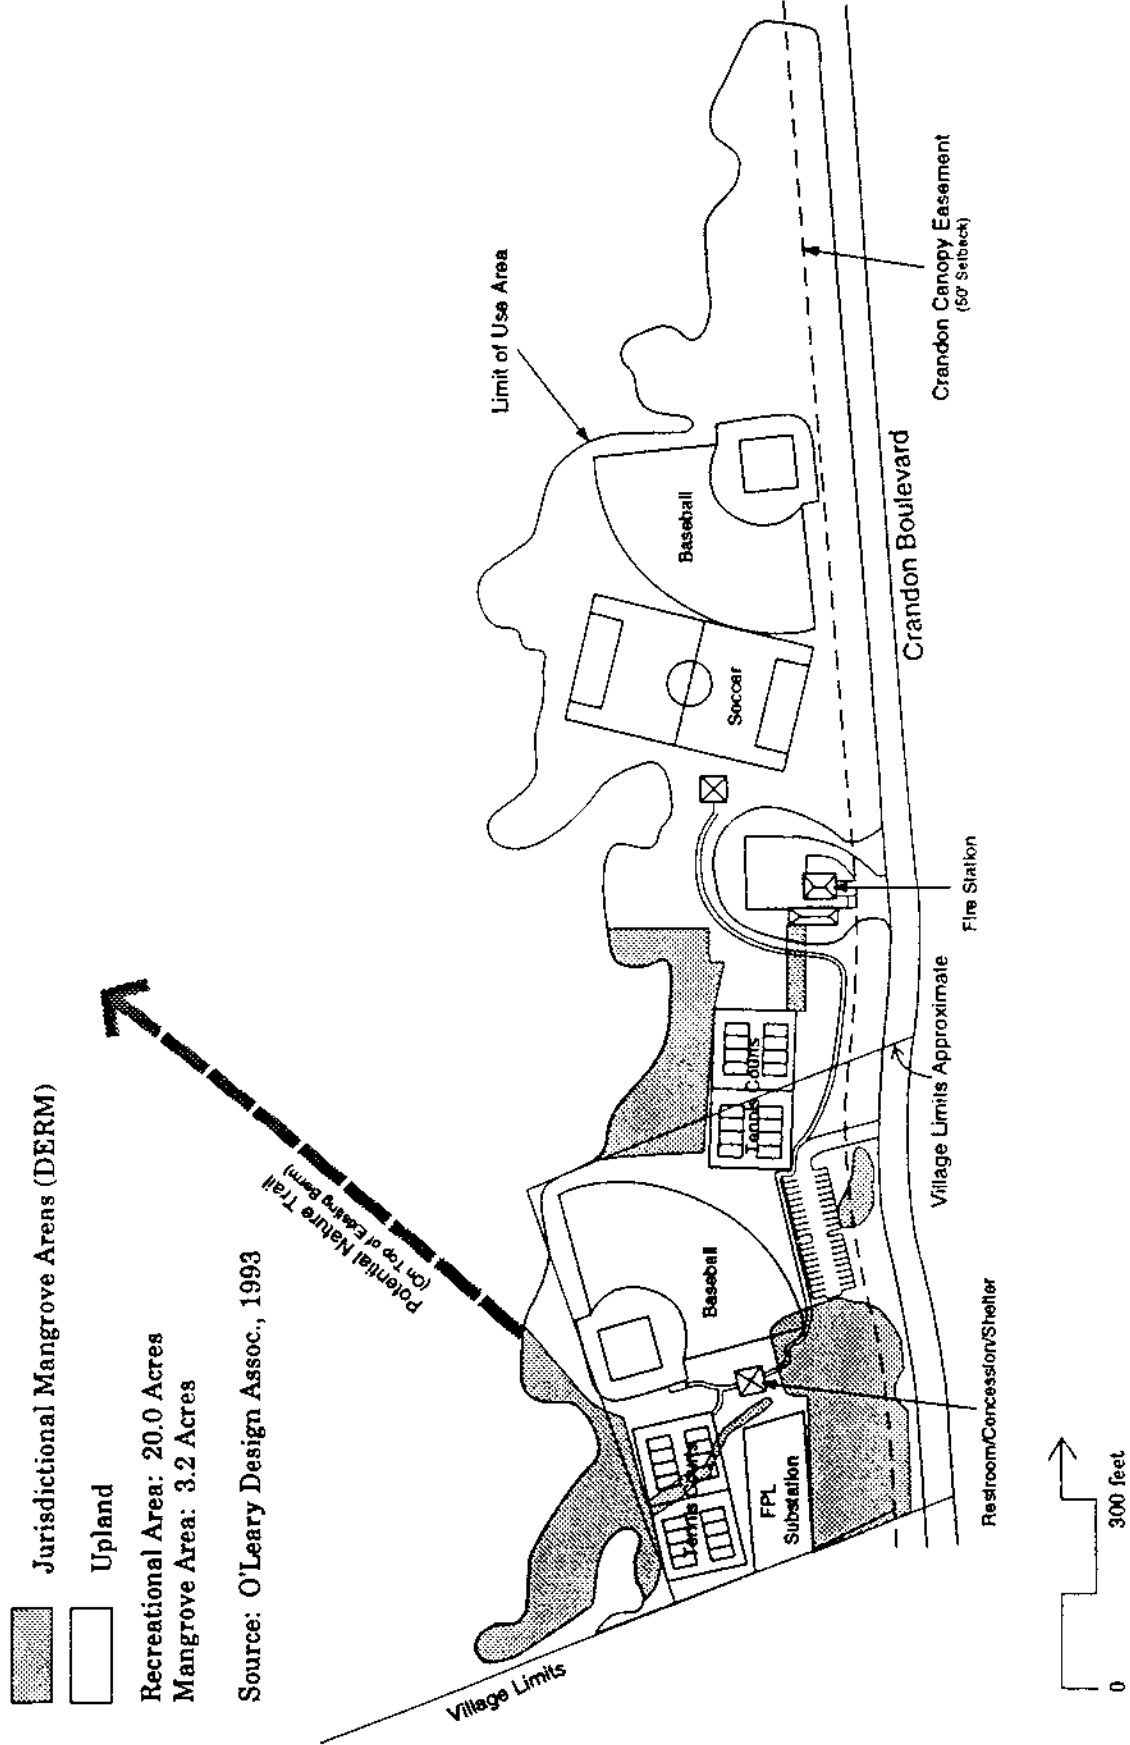 Jurisdictional Mangrove Areas (DERM)
Upland
Recreational Area: 20.0 Acres
Mangrove Area: 3.2 Acres
Source: O'Leary Design Assoc., 1993
Potential Nature Trail
(On Top of Existing Berm)
Limit of Use Area
Village Limits
Tennis Courts
Baseball
Tennis Courts
Soccer
Baseball
FPL
Substation
Restroom/Concession/Shelter
Village Limits Approximate
Fire Station
Crandon Boulevard
Crandon Canopy Easement
(50' Setback)
0
300 feet